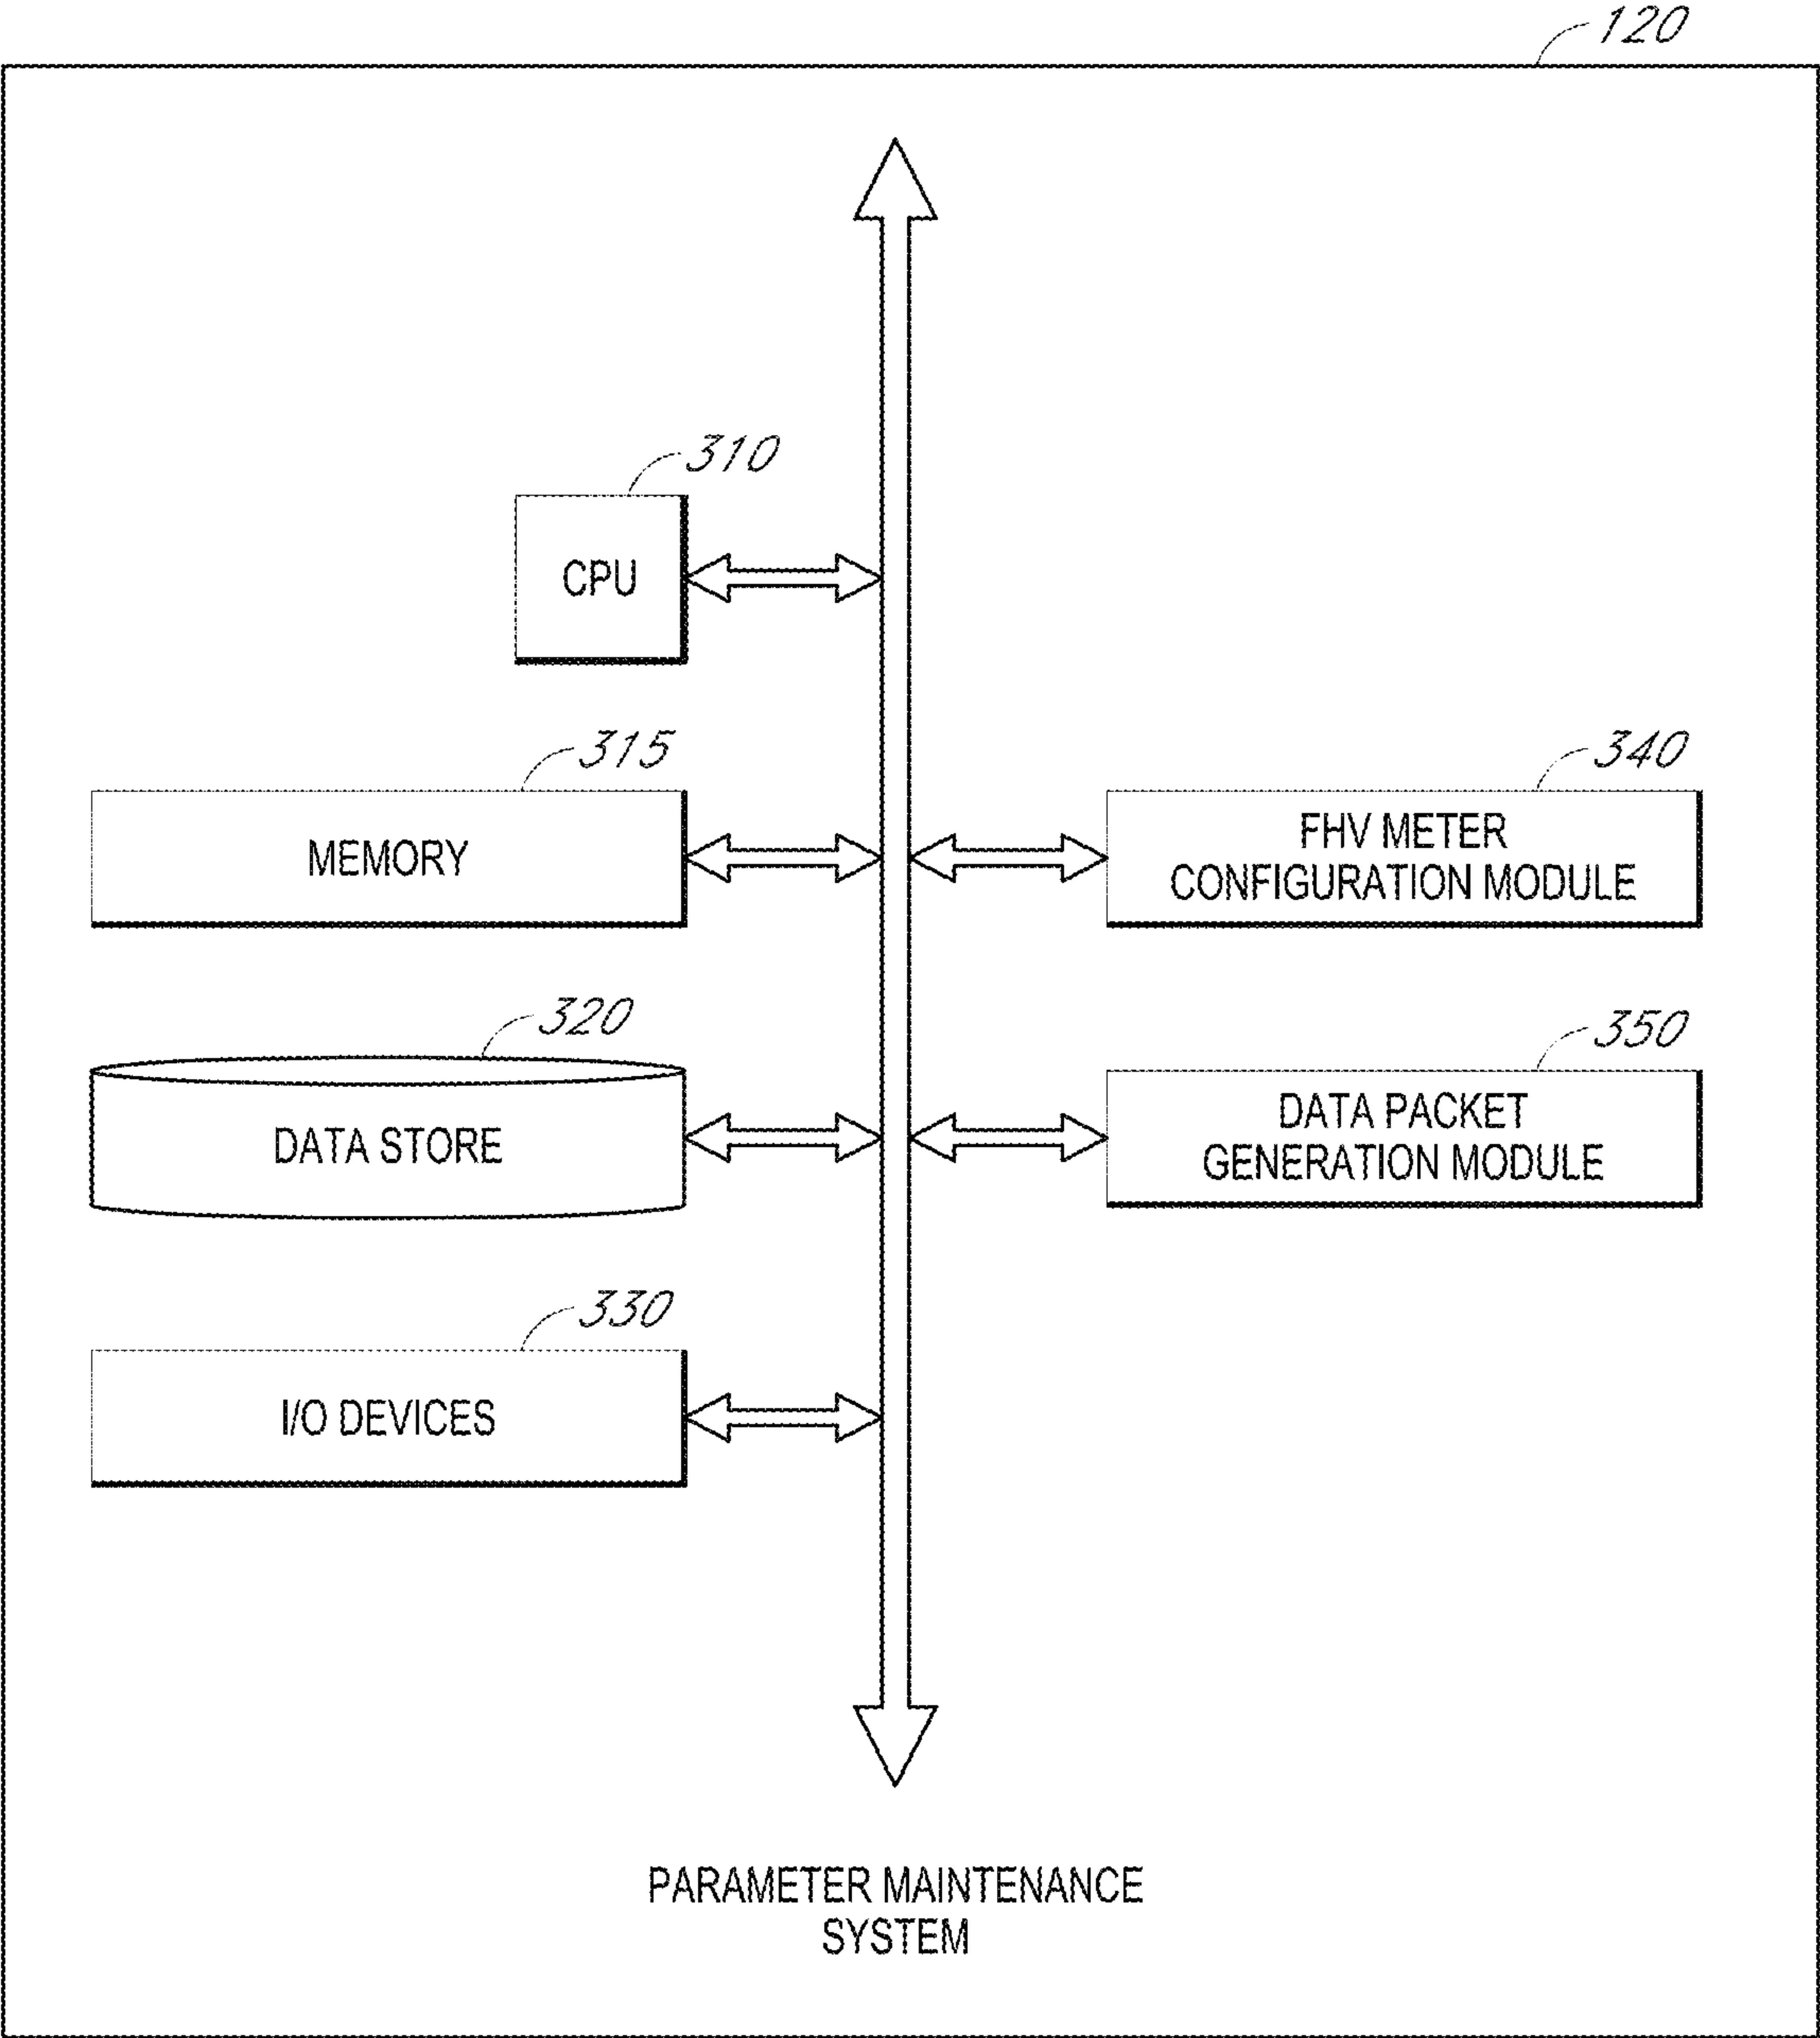 120
310
CPU
315
MEMORY
340
FHV METER
CONFIGURATION MODULE
320
DATA STORE
350
DATA PACKET
GENERATION MODULE
330
I/O DEVICES
PARAMETER MAINTENANCE
SYSTEM